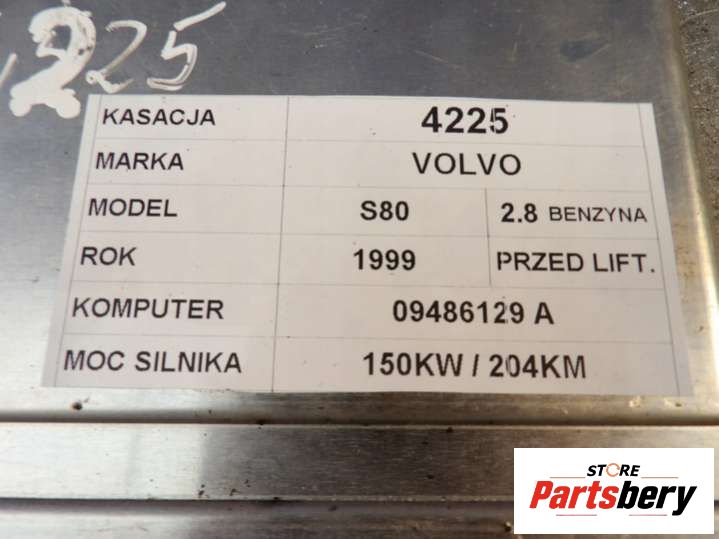 225
KASACJA 4225
MARKA VOLVO
MODEL S80 2.8 BENZYNA
ROK 1999 PRZED LIFT.
KOMPUTER 09486129 A
MOC SILNIKA 150KW / 204KM
STORE
Partsbery